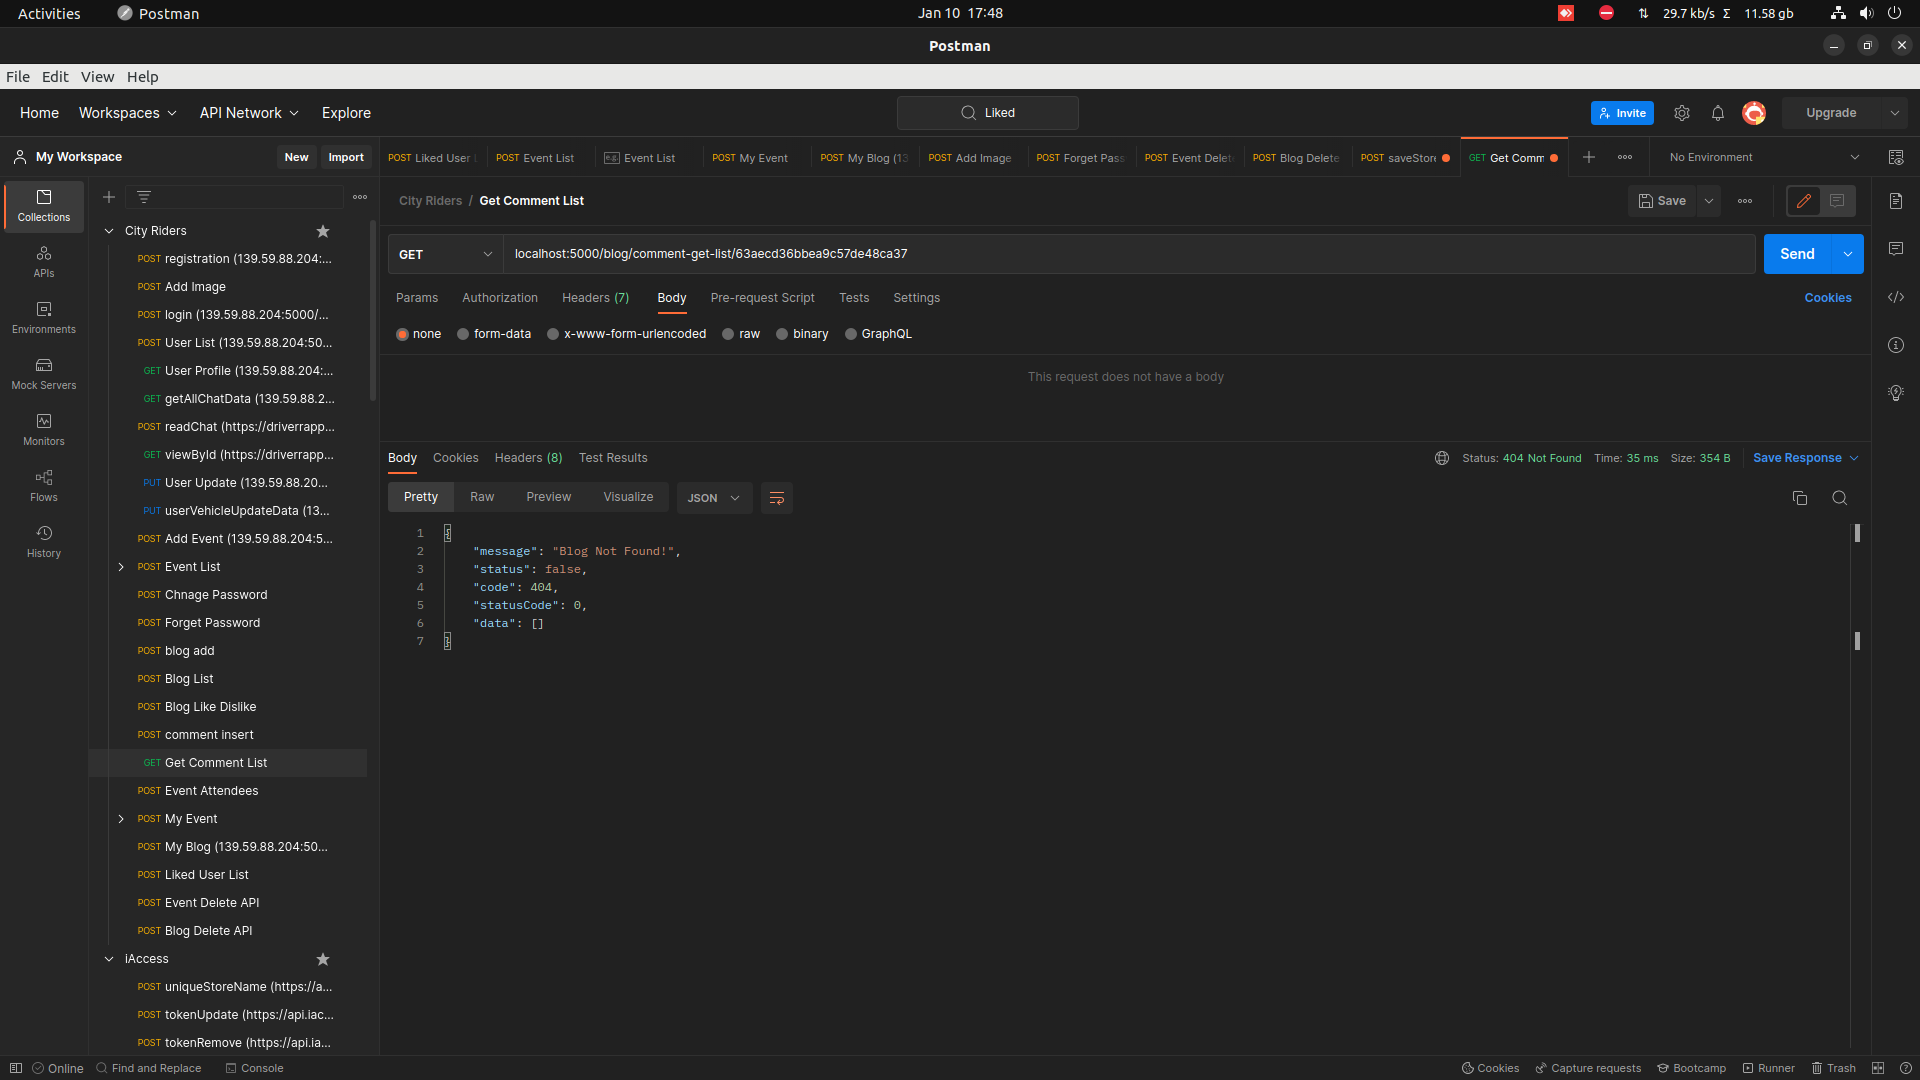 Activities
Postman
Jan 10 17:48
29.7 kb/s Σ 11.58 gb
Postman
File Edit View Help
Home Workspaces API Network Explore
Liked
Invite
Upgrade
My Workspace
New Import
POST Liked User
POST Event List
e.g. Event List
POST My Event
POST My Blog (13
POST Add Image
POST Forget Pass
POST Event Delet
POST Blog Delete
POST saveStore
GET Get Comm
No Environment
Collections
APIs
Environments
Mock Servers
Monitors
Flows
History
City Riders
POST registration (139.59.88.204:...
POST Add Image
POST login (139.59.88.204:5000/...
POST User List (139.59.88.204:50...
GET User Profile (139.59.88.204:...
GET getAllChatData (139.59.88.2...
POST readChat (https://driverrapp...
GET viewById (https://driverrapp...
PUT User Update (139.59.88.20...
PUT userVehicleUpdateData (13...
POST Add Event (139.59.88.204:5...
POST Event List
POST Chnage Password
POST Forget Password
POST blog add
POST Blog List
POST Blog Like Dislike
POST comment insert
GET Get Comment List
POST Event Attendees
POST My Event
POST My Blog (139.59.88.204:50...
POST Liked User List
POST Event Delete API
POST Blog Delete API
iAccess
POST uniqueStoreName (https://a...
POST tokenUpdate (https://api.iac...
POST tokenRemove (https://api.ia...
City Riders / Get Comment List
Save
GET
localhost:5000/blog/comment-get-list/63aecd36bbea9c57de48ca37
Send
Params Authorization Headers (7) Body Pre-request Script Tests Settings
Cookies
none form-data x-www-form-urlencoded raw binary GraphQL
This request does not have a body
Body Cookies Headers (8) Test Results
Status: 404 Not Found Time: 35 ms Size: 354 B
Save Response
Pretty Raw Preview Visualize JSON
1 {
2 "message": "Blog Not Found!",
3 "status": false,
4 "code": 404,
5 "statusCode": 0,
6 "data": []
7 }
Online Find and Replace Console
Cookies Capture requests Bootcamp Runner Trash